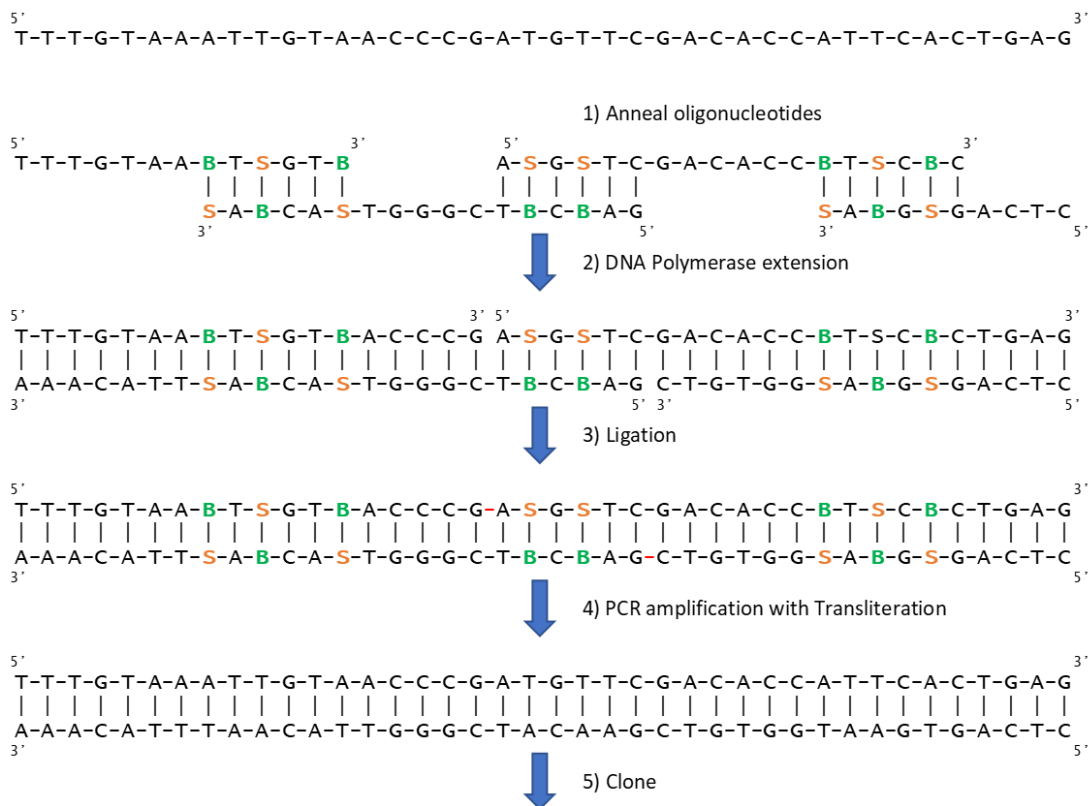 5’ 3’
T-T-T-G-T-A-A-A-T-T-G-T-A-A-C-C-C-G-A-T-G-T-T-C-G-A-C-A-C-C-A-T-T-C-A-C-T-G-A-G
1) Anneal oligonucleotides
5’ 3’ 5’ 3’
T-T-T-G-T-A-A-B-T-S-G-T-B A-S-G-S-T-C-G-A-C-A-C-C-B-T-S-C-B-C
S-A-B-C-A-S-T-G-G-G-C-T-B-C-B-A-G S-A-B-G-S-G-A-C-T-C
3’ 5’ 3’ 5’
2) DNA Polymerase extension
5’ 3’ 5’ 3’
T-T-T-G-T-A-A-B-T-S-G-T-B-A-C-C-C-G A-S-G-S-T-C-G-A-C-A-C-C-B-T-S-C-B-C-T-G-A-G
A-A-A-C-A-T-T-S-A-B-C-A-S-T-G-G-G-C-T-B-C-B-A-G C-T-G-T-G-G-S-A-B-G-S-G-A-C-T-C
3’ 5’ 3’ 5’
3) Ligation
5’ 3’
T-T-T-G-T-A-A-B-T-S-G-T-B-A-C-C-C-G-A-S-G-S-T-C-G-A-C-A-C-C-B-T-S-C-B-C-T-G-A-G
A-A-A-C-A-T-T-S-A-B-C-A-S-T-G-G-G-C-T-B-C-B-A-G-C-T-G-T-G-G-S-A-B-G-S-G-A-C-T-C
3’ 5’
4) PCR amplification with Transliteration
5’ 3’
T-T-T-G-T-A-A-A-T-T-G-T-A-A-C-C-C-G-A-T-G-T-T-C-G-A-C-A-C-C-A-T-T-C-A-C-T-G-A-G
A-A-A-C-A-T-T-T-A-A-C-A-T-T-G-G-G-C-T-A-C-A-A-G-C-T-G-T-G-G-T-A-A-G-T-G-A-C-T-C
3’ 5’
5) Clone